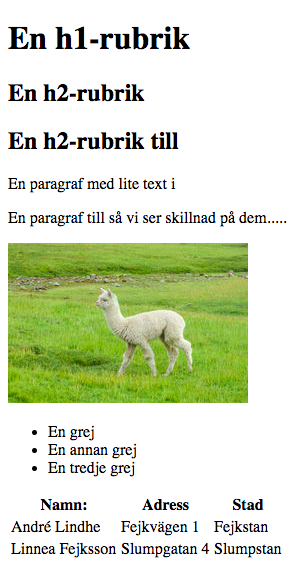 En h1-rubrik
En h2-rubrik
En h2-rubrik till
En paragraf med lite text i
En paragraf till så vi ser skillnad på dem.....
En grej
En annan grej
En tredje grej
Namn: Adress Stad
André Lindhe Fejkvägen 1 Fejkstan
Linnea Fejksson Slumpgatan 4 Slumpstan